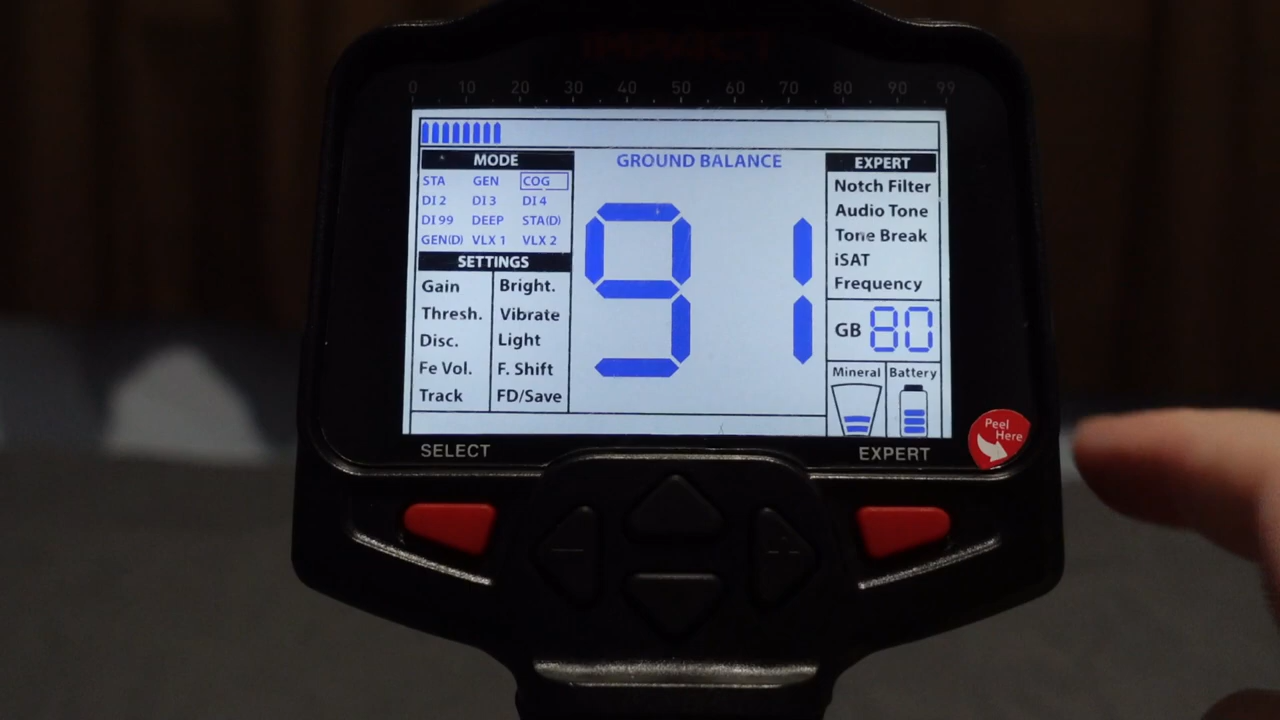 IMPACT
0 10 20 30 40 50 60 70 80 90 99
MODE
STA GEN COG
DI 2 DI 3 DI 4
DI 99 DEEP STA(D)
GEN(D) VLX 1 VLX 2
SETTINGS
Gain Bright.
Thresh. Vibrate
Disc. Light
Fe Vol. F. Shift
Track FD/Save
GROUND BALANCE
91
EXPERT
Notch Filter
Audio Tone
Tone Break
iSAT
Frequency
GB 80
Mineral Battery
Peel
Here
SELECT EXPERT
− +